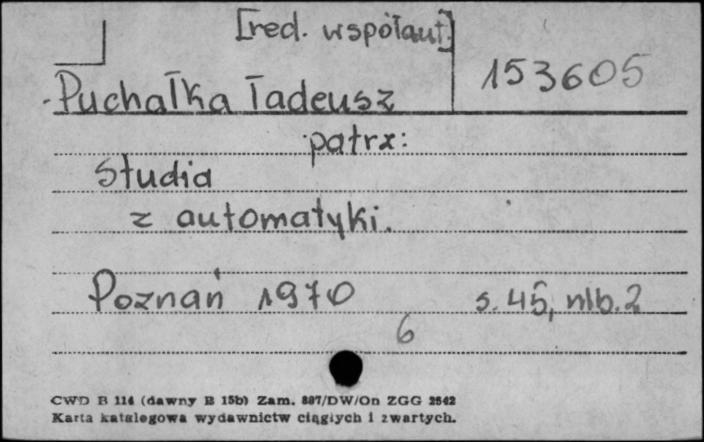 [red. współaut.]
153605
Puchałka Tadeusz
patrz:
Studia
z automatyki.
Poznań 1970 s. 45, nlb. 2
6
CWD B 114 (dawny B 15b) Zam. 887/DW/On ZGG 2542
Karta katalogowa wydawnictw ciągłych i zwartych.